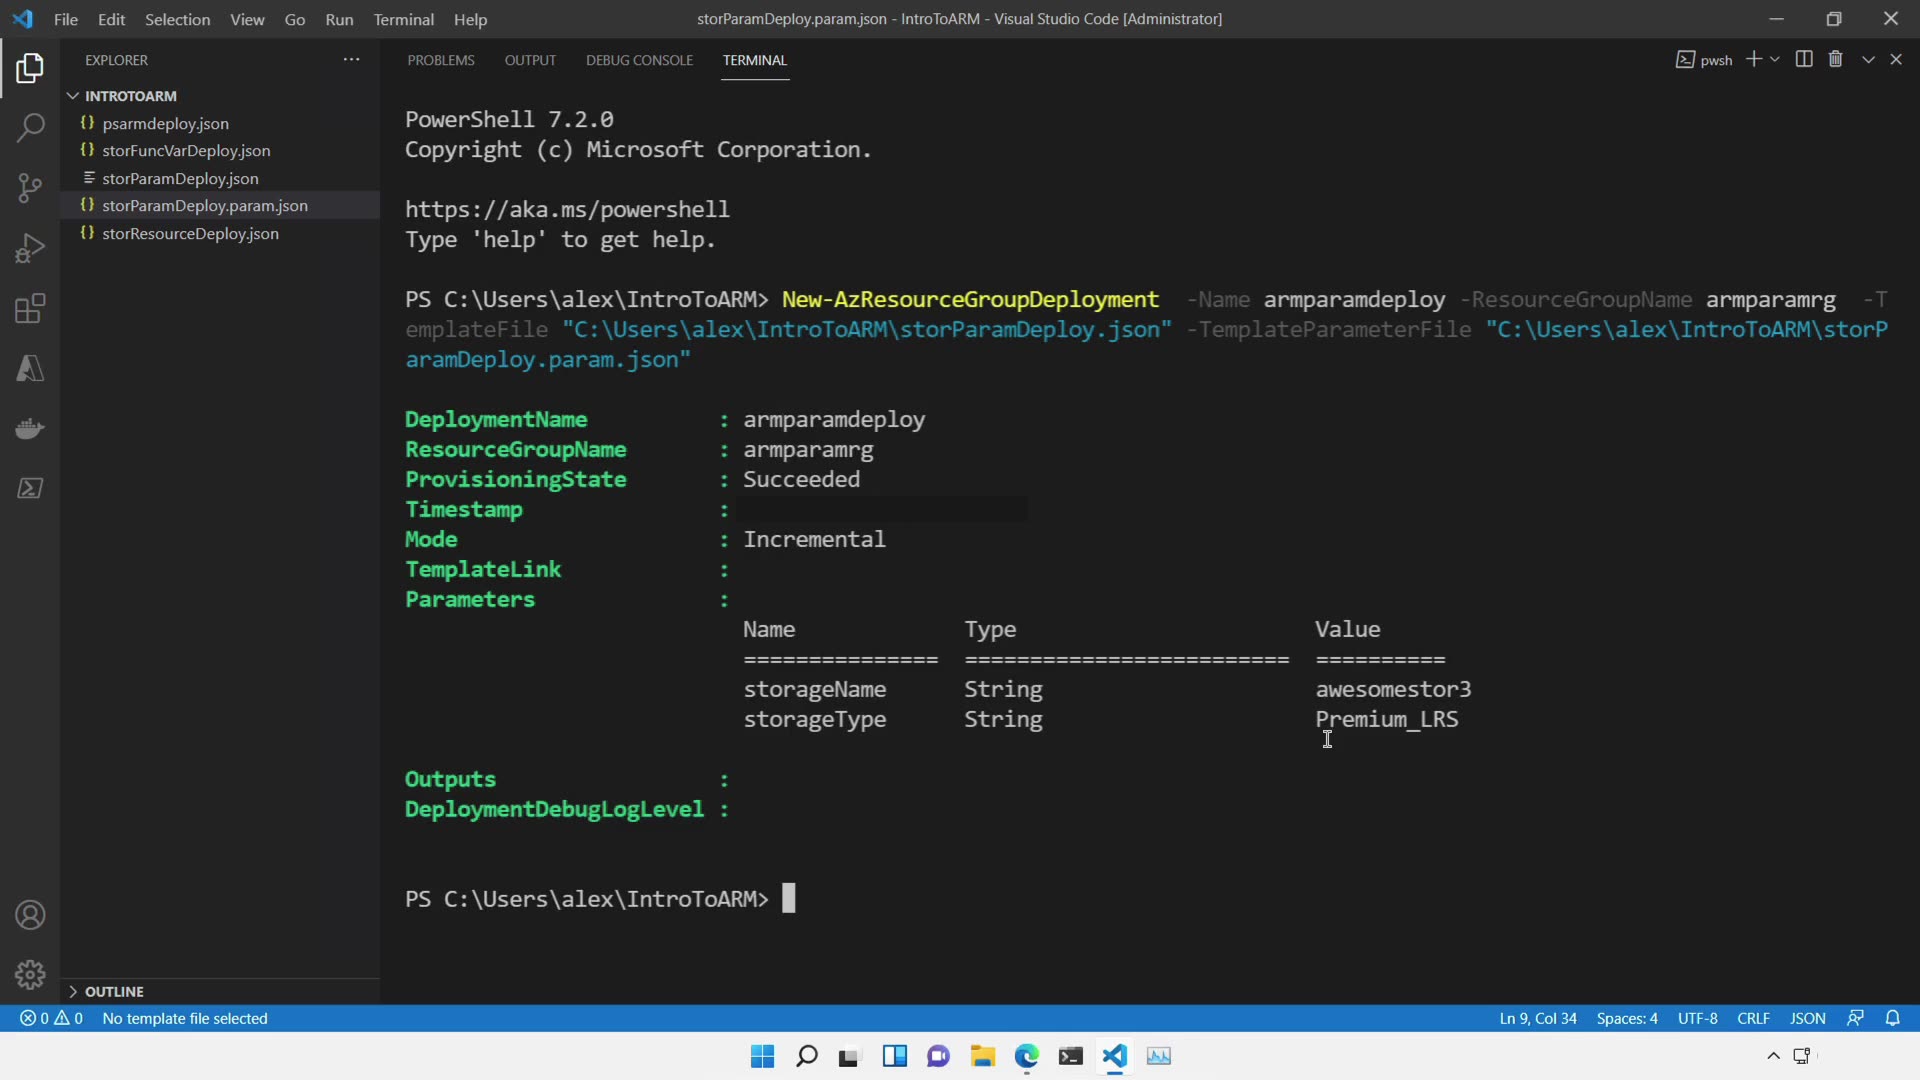 File Edit Selection View Go Run Terminal Help
storParamDeploy.param.json - IntroToARM - Visual Studio Code [Administrator]
EXPLORER
INTROTOARM
psarmdeploy.json
storFuncVarDeploy.json
storParamDeploy.json
storParamDeploy.param.json
storResourceDeploy.json
OUTLINE
PROBLEMS OUTPUT DEBUG CONSOLE TERMINAL
pwsh
PowerShell 7.2.0
Copyright (c) Microsoft Corporation.
https://aka.ms/powershell
Type 'help' to get help.
PS C:\Users\alex\IntroToARM> New-AzResourceGroupDeployment -Name armparamdeploy -ResourceGroupName armparamrg -T
emplateFile "C:\Users\alex\IntroToARM\storParamDeploy.json" -TemplateParameterFile "C:\Users\alex\IntroToARM\storP
aramDeploy.param.json"
DeploymentName : armparamdeploy
ResourceGroupName : armparamrg
ProvisioningState : Succeeded
Timestamp :
Mode : Incremental
TemplateLink :
Parameters :
Name Type Value
=============== ========================= ==========
storageName String awesomestor3
storageType String Premium_LRS
Outputs :
DeploymentDebugLogLevel :
PS C:\Users\alex\IntroToARM>
0 0 No template file selected
Ln 9, Col 34 Spaces: 4 UTF-8 CRLF JSON